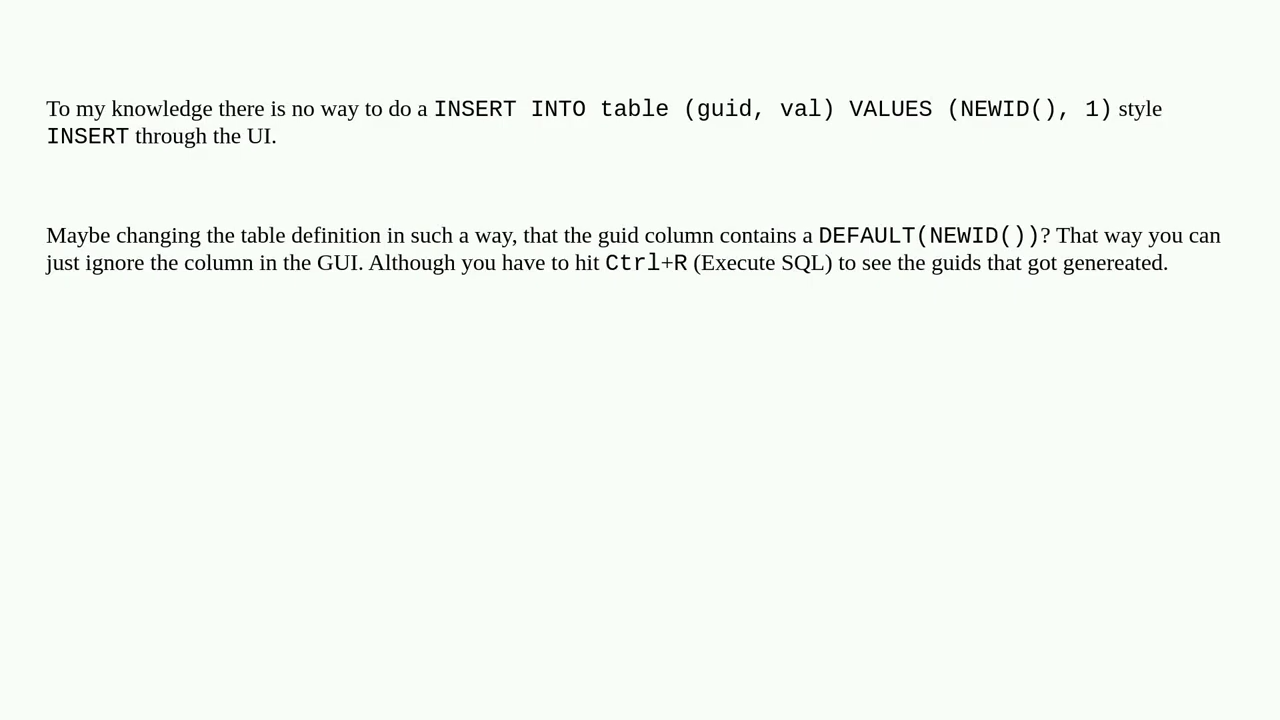 To my knowledge there is no way to do a INSERT INTO table (guid, val) VALUES (NEWID(), 1) style
INSERT through the UI.
Maybe changing the table definition in such a way, that the guid column contains a DEFAULT(NEWID())? That way you can
just ignore the column in the GUI. Although you have to hit Ctrl+R (Execute SQL) to see the guids that got genereated.